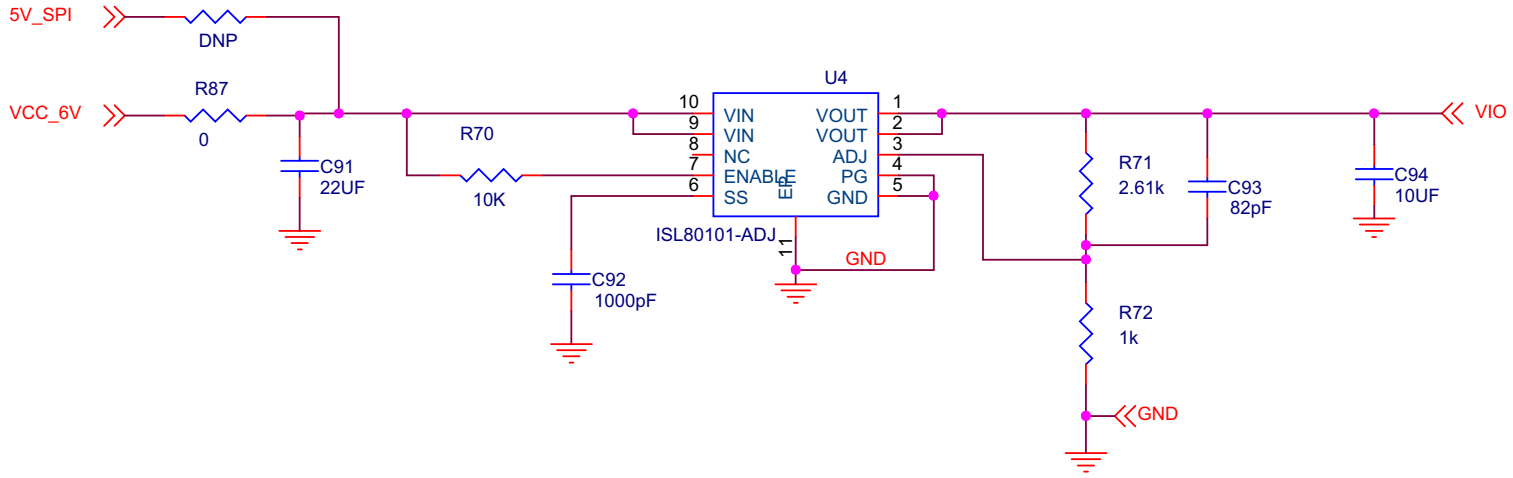 5V_SPI
DNP
VCC_6V
R87
0
C91
22UF
R70
10K
U4
10
VIN
9
VIN
8
NC
7
ENABLE
6
SS
EP
11
1
VOUT
2
VOUT
3
ADJ
4
PG
5
GND
ISL80101-ADJ
GND
C92
1000pF
R71
2.61k
C93
82pF
C94
10UF
VIO
R72
1k
GND